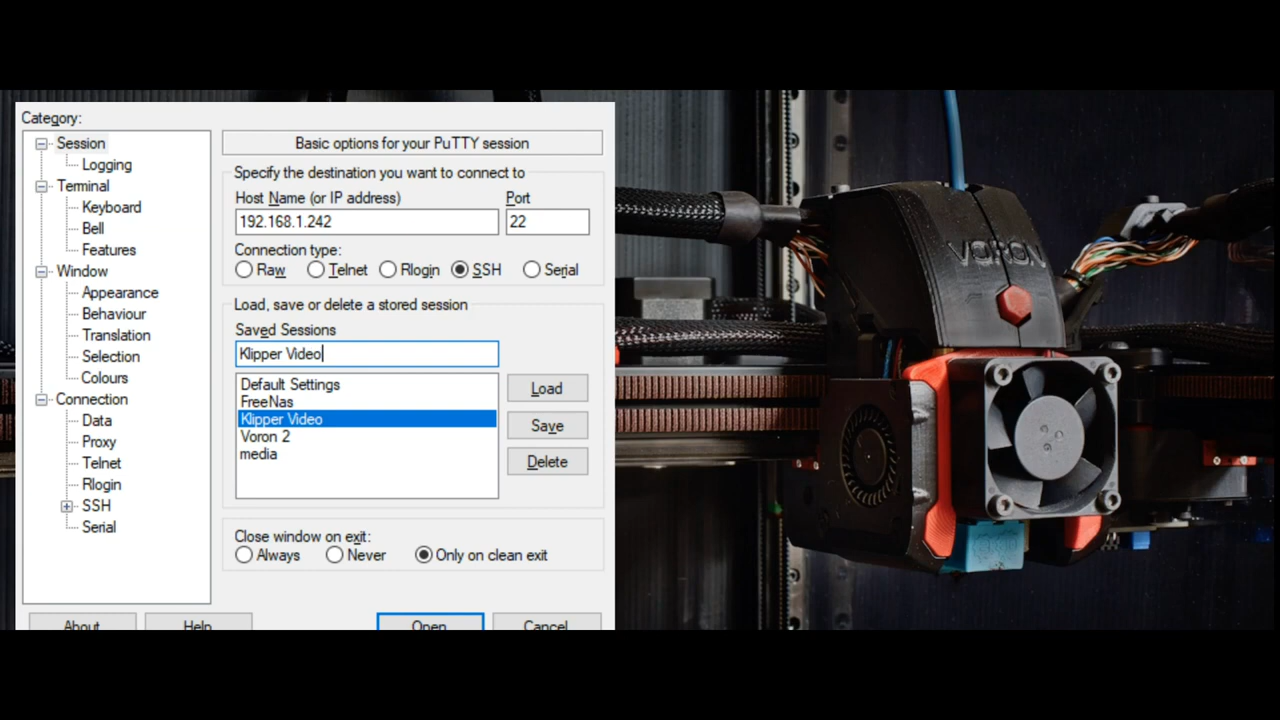 Category:
Session
Logging
Terminal
Keyboard
Bell
Features
Window
Appearance
Behaviour
Translation
Selection
Colours
Connection
Data
Proxy
Telnet
Rlogin
SSH
Serial
Basic options for your PuTTY session
Specify the destination you want to connect to
Host Name (or IP address) Port
192.168.1.242 22
Connection type:
Raw Telnet Rlogin SSH Serial
Load, save or delete a stored session
Saved Sessions
Klipper Video
Default Settings
FreeNas
Klipper Video
Voron 2
media
Load
Save
Delete
Close window on exit:
Always Never Only on clean exit
About Help Open Cancel
VORON